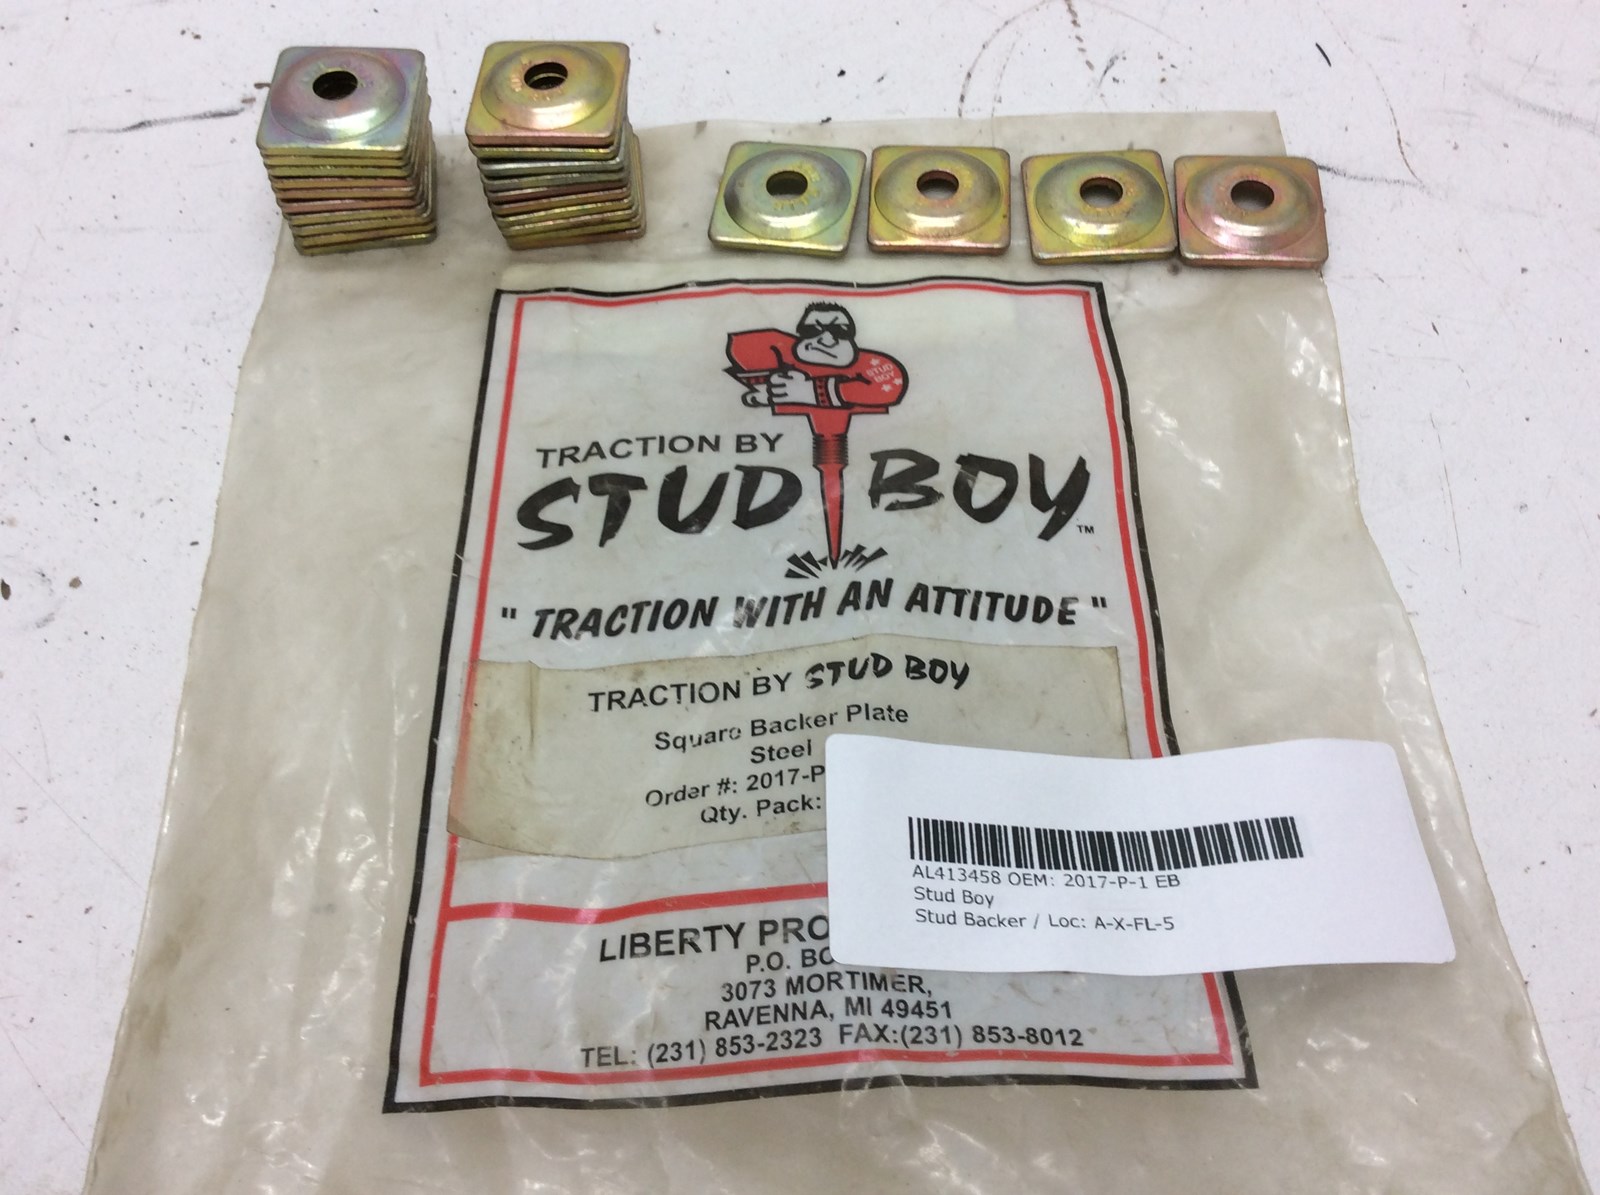 STUD
BOY
TRACTION BY
STUD BOY™
" TRACTION WITH AN ATTITUDE "
TRACTION BY STUD BOY
Square Backer Plate
Steel
Order #: 2017-P
Qty. Pack:
AL413458 OEM: 2017-P-1 EB
Stud Boy
Stud Backer / Loc: A-X-FL-5
LIBERTY PRO
P.O. BO
3073 MORTIMER,
RAVENNA, MI 49451
TEL: (231) 853-2323 FAX:(231) 853-8012